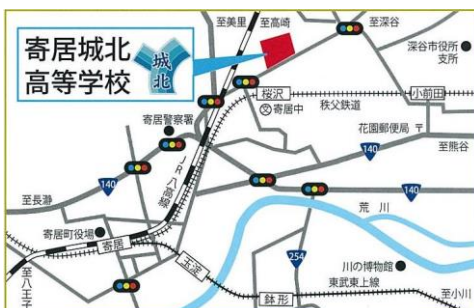 至美里
至高崎
至深谷
寄居城北
高等学校
城北
深谷市役所
支所
桜沢
秩父鉄道
小前田
寄居警察署
文 寄居中
花園郵便局 〒
至熊谷
140
JR八高線
140
140
至長瀞
荒川
寄居町役場
寄居
玉淀
254
川の博物館
東武東上線
至八王子
鉢形
至小川